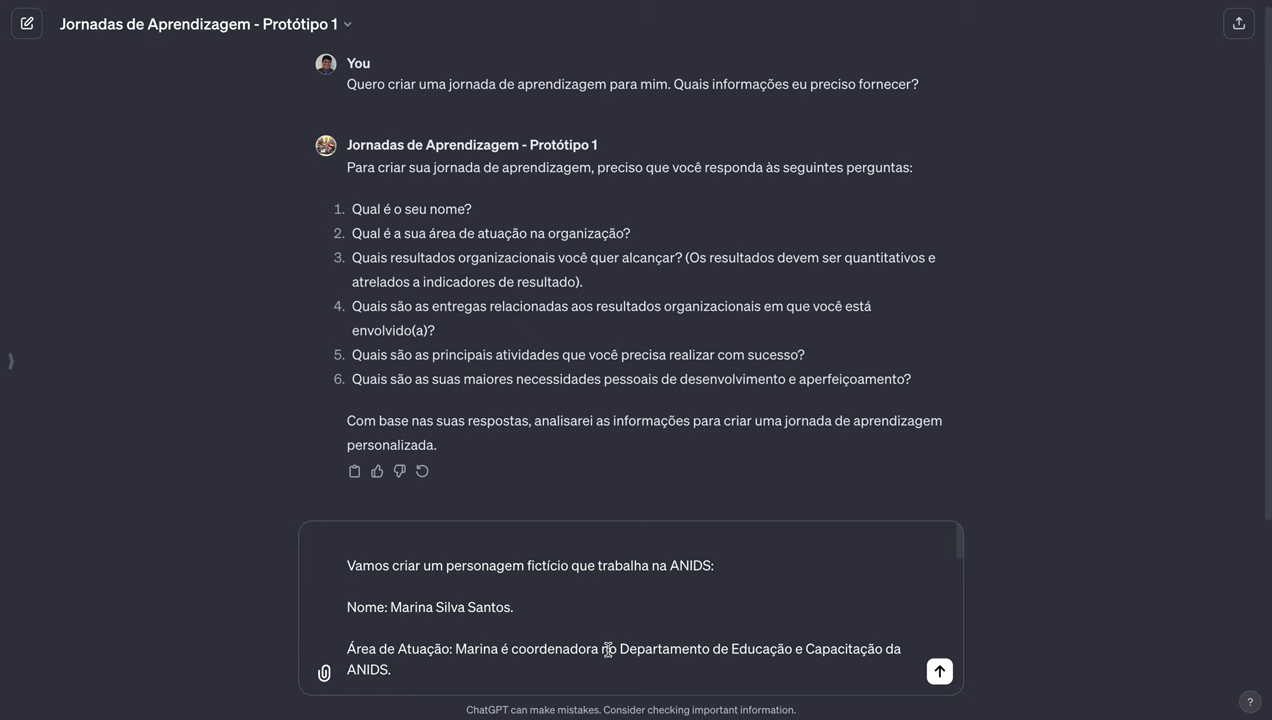 Jornadas de Aprendizagem - Protótipo 1
You
Quero criar uma jornada de aprendizagem para mim. Quais informações eu preciso fornecer?
Jornadas de Aprendizagem - Protótipo 1
Para criar sua jornada de aprendizagem, preciso que você responda às seguintes perguntas:
1. Qual é o seu nome?
2. Qual é a sua área de atuação na organização?
3. Quais resultados organizacionais você quer alcançar? (Os resultados devem ser quantitativos e
atrelados a indicadores de resultado).
4. Quais são as entregas relacionadas aos resultados organizacionais em que você está
envolvido(a)?
5. Quais são as principais atividades que você precisa realizar com sucesso?
6. Quais são as suas maiores necessidades pessoais de desenvolvimento e aperfeiçoamento?
Com base nas suas respostas, analisarei as informações para criar uma jornada de aprendizagem
personalizada.
Vamos criar um personagem fictício que trabalha na ANIDS:
Nome: Marina Silva Santos.
Área de Atuação: Marina é coordenadora no Departamento de Educação e Capacitação da
ANIDS.
ChatGPT can make mistakes. Consider checking important information.
?